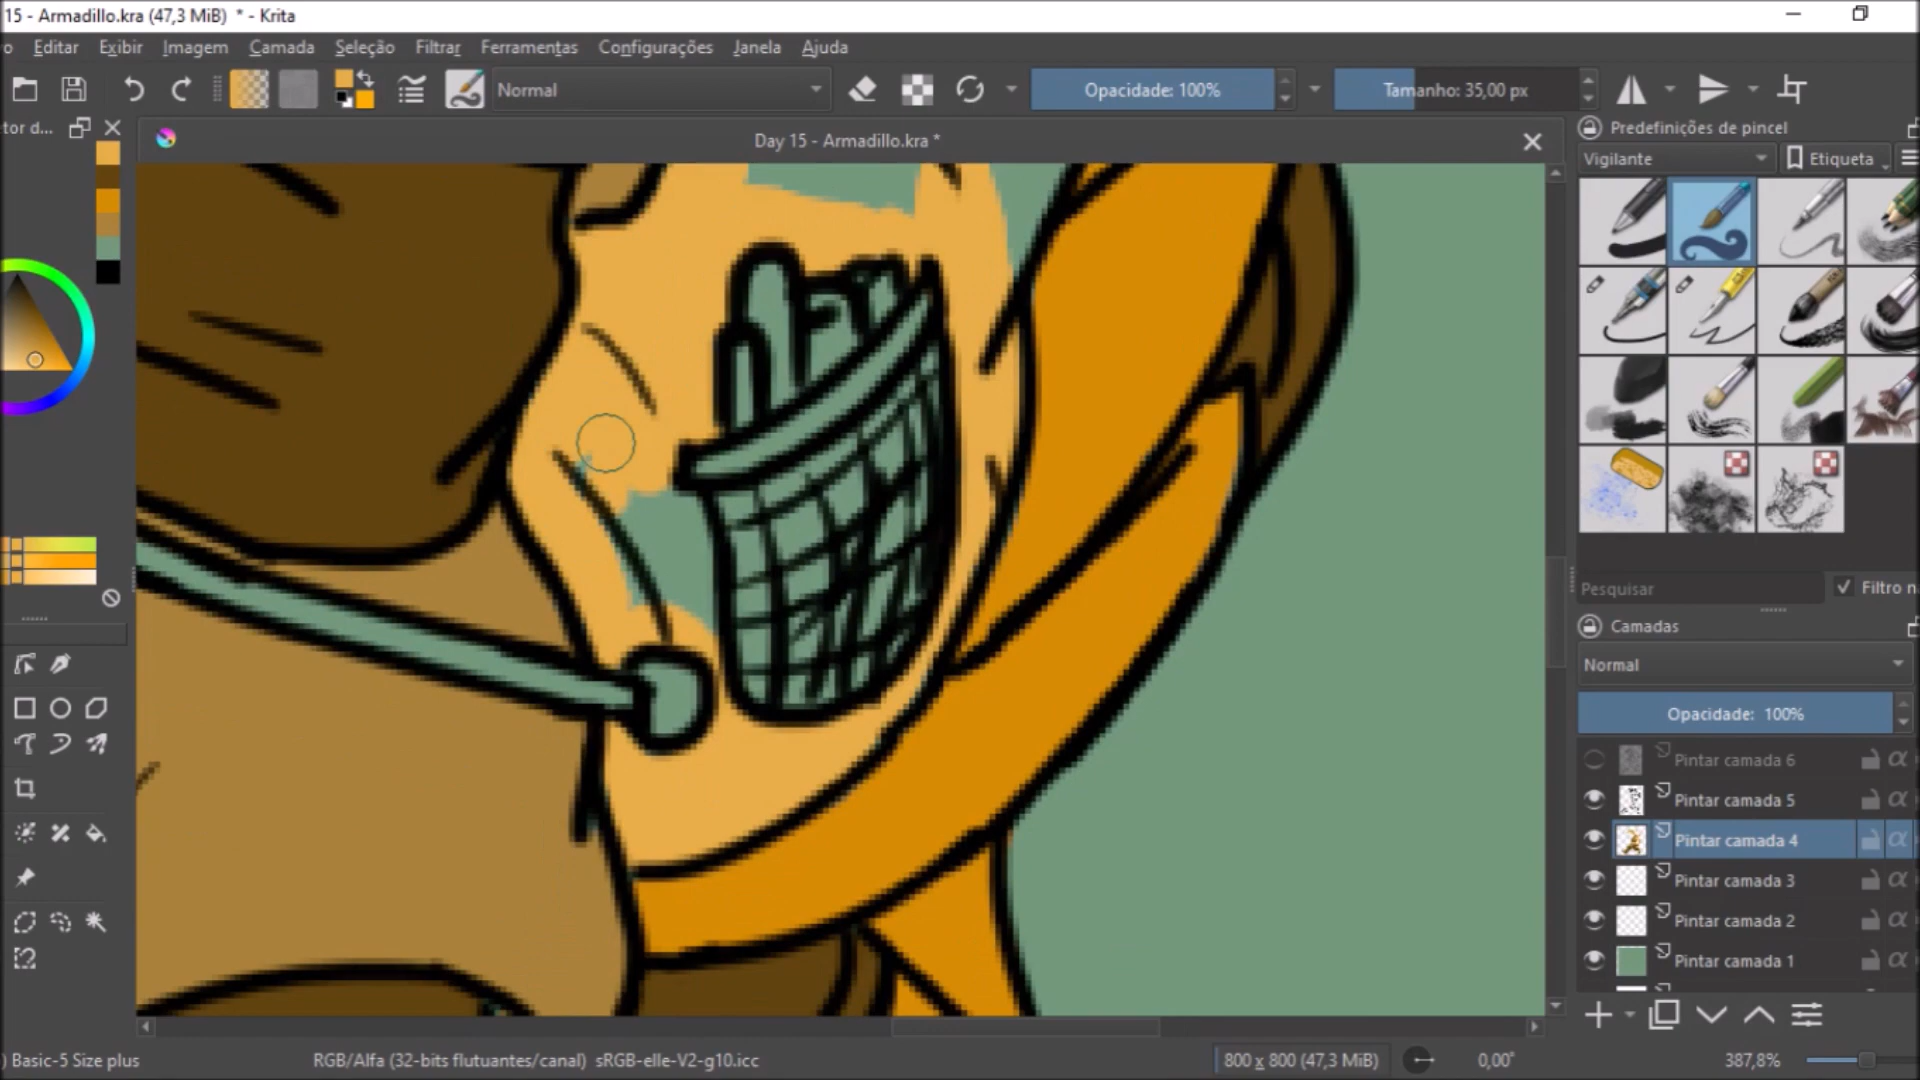 15 - Armadillo.kra (47,3 MiB) * - Krita
o Editar Exibir Imagem Camada Seleção Filtrar Ferramentas Configurações Janela Ajuda
Normal Opacidade: 100% Tamanho: 35,00 px
tor d... Day 15 - Armadillo.kra * Predefinições de pincel
Vigilante Etiqueta
Pesquisar Filtro n
Camadas
Normal
Opacidade: 100%
Pintar camada 6
Pintar camada 5
Pintar camada 4
Pintar camada 3
Pintar camada 2
Pintar camada 1
) Basic-5 Size plus RGB/Alfa (32-bits flutuantes/canal) sRGB-elle-V2-g10.icc 800 x 800 (47,3 MiB) 0,00° 387,8%